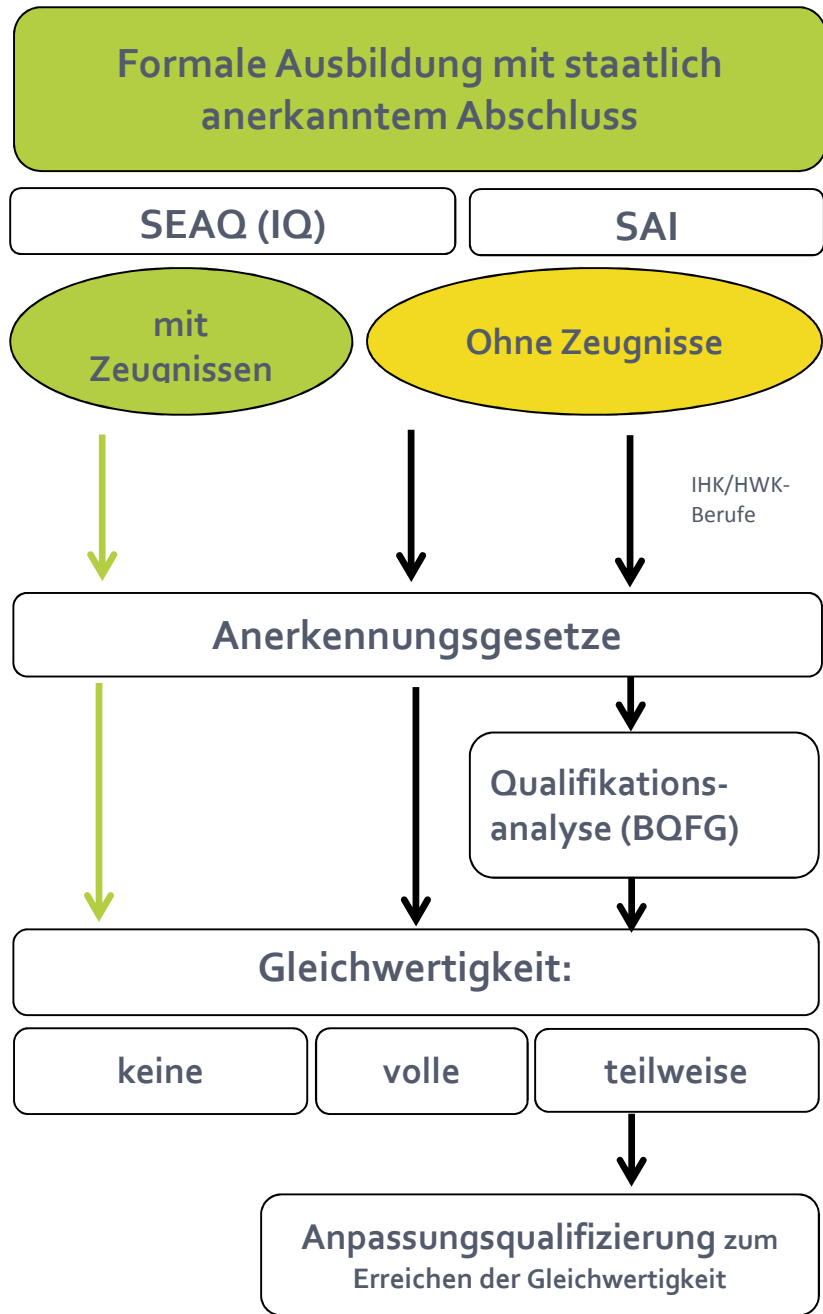 Formale Ausbildung mit staatlich
anerkanntem Abschluss
SEAQ (IQ)
SAI
mit
Zeugnissen
Ohne Zeugnisse
IHK/HWK-
Berufe
Anerkennungsgesetze
Qualifikations-
analyse (BQFG)
Gleichwertigkeit:
keine
volle
teilweise
Anpassungsqualifizierung zum
Erreichen der Gleichwertigkeit